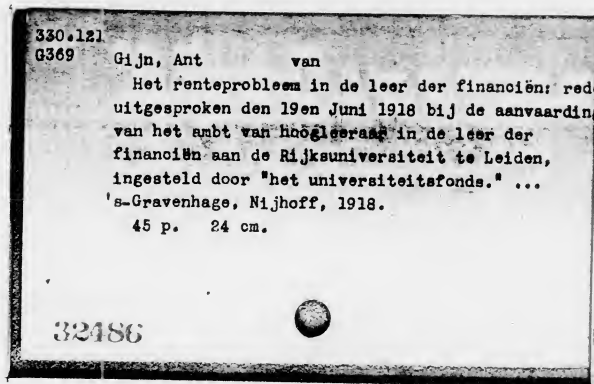 330.121
G369 Gijn, Ant van
Het renteprobleem in de leer der financiën; red
uitgesproken den 19en Juni 1918 bij de aanvaarding
van het ambt van hoogleeraar in de leer der
financiën aan de Rijksuniversiteit te Leiden,
ingesteld door "het universiteitsfonds." ...
's-Gravenhage, Nijhoff, 1918.
45 p. 24 cm.
32486